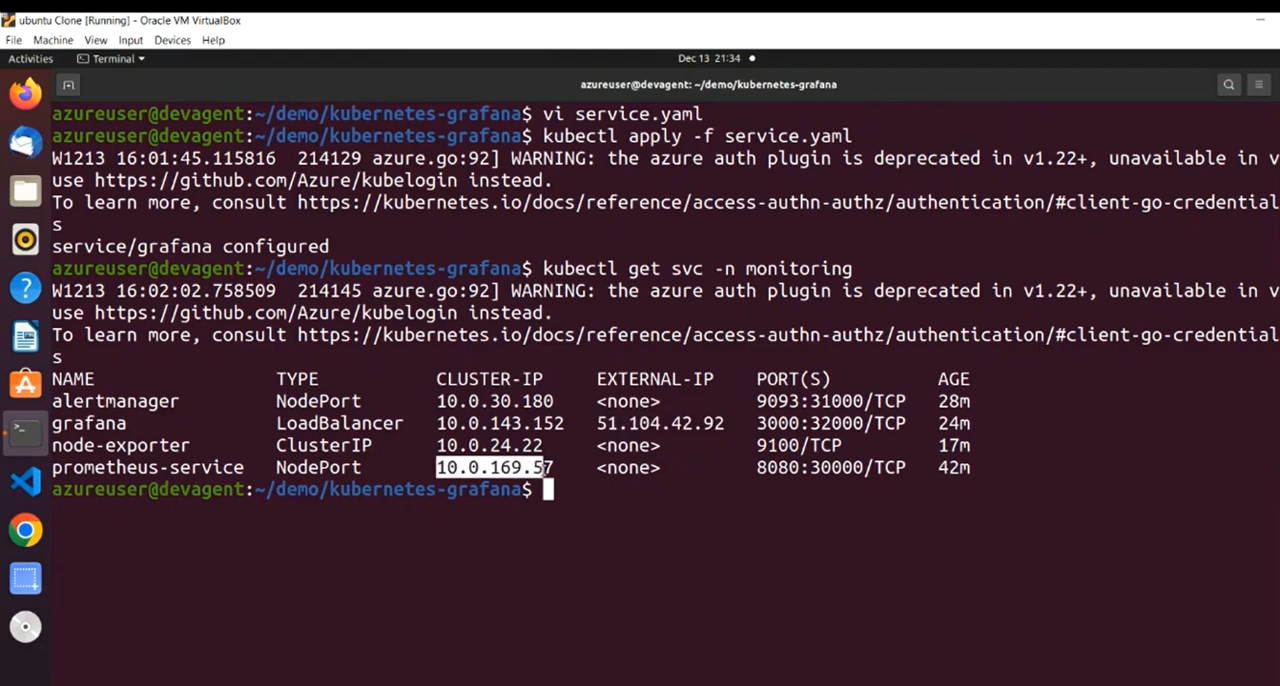 ubuntu Clone [Running] - Oracle VM VirtualBox
File Machine View Input Devices Help
Activities Terminal Dec 13 21:34
azureuser@devagent: ~/demo/kubernetes-grafana
azureuser@devagent:~/demo/kubernetes-grafana$ vi service.yaml
azureuser@devagent:~/demo/kubernetes-grafana$ kubectl apply -f service.yaml
W1213 16:01:45.115816 214129 azure.go:92] WARNING: the azure auth plugin is deprecated in v1.22+, unavailable in v
use https://github.com/Azure/kubelogin instead.
To learn more, consult https://kubernetes.io/docs/reference/access-authn-authz/authentication/#client-go-credential
s
service/grafana configured
azureuser@devagent:~/demo/kubernetes-grafana$ kubectl get svc -n monitoring
W1213 16:02:02.758509 214145 azure.go:92] WARNING: the azure auth plugin is deprecated in v1.22+, unavailable in v
use https://github.com/Azure/kubelogin instead.
To learn more, consult https://kubernetes.io/docs/reference/access-authn-authz/authentication/#client-go-credential
s
NAME TYPE CLUSTER-IP EXTERNAL-IP PORT(S) AGE
alertmanager NodePort 10.0.30.180 <none> 9093:31000/TCP 28m
grafana LoadBalancer 10.0.143.152 51.104.42.92 3000:32000/TCP 24m
node-exporter ClusterIP 10.0.24.22 <none> 9100/TCP 17m
prometheus-service NodePort 10.0.169.57 <none> 8080:30000/TCP 42m
azureuser@devagent:~/demo/kubernetes-grafana$